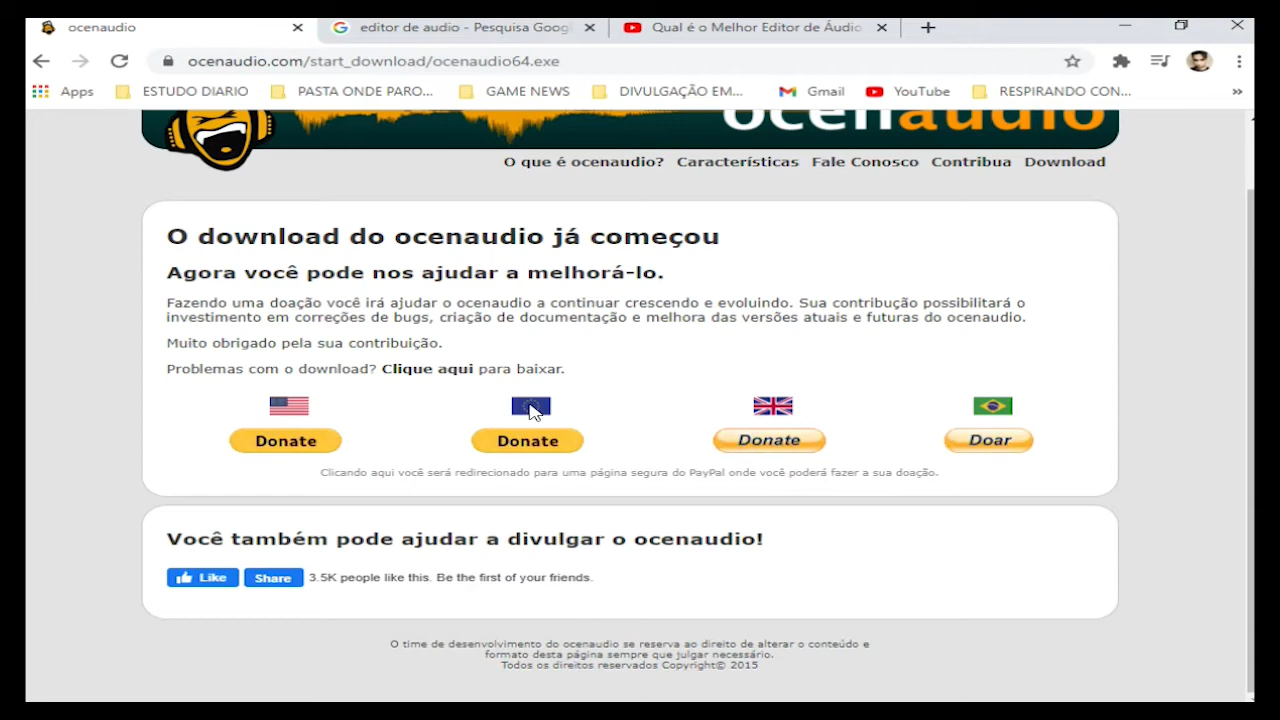 ocenaudio
editor de audio - Pesquisa Goog
Qual é o Melhor Editor de Áudio
ocenaudio.com/start_download/ocenaudio64.exe
Apps
ESTUDO DIARIO
PASTA ONDE PARO...
GAME NEWS
DIVULGAÇÃO EM...
Gmail
YouTube
RESPIRANDO CON...
ocenaudio
O que é ocenaudio? Características Fale Conosco Contribua Download
O download do ocenaudio já começou
Agora você pode nos ajudar a melhorá-lo.
Fazendo uma doação você irá ajudar o ocenaudio a continuar crescendo e evoluindo. Sua contribuição possibilitará o
investimento em correções de bugs, criação de documentação e melhora das versões atuais e futuras do ocenaudio.
Muito obrigado pela sua contribuição.
Problemas com o download? Clique aqui para baixar.
Donate
Donate
Donate
Doar
Clicando aqui você será redirecionado para uma página segura do PayPal onde você poderá fazer a sua doação.
Você também pode ajudar a divulgar o ocenaudio!
Like Share 3.5K people like this. Be the first of your friends.
O time de desenvolvimento do ocenaudio se reserva ao direito de alterar o conteúdo e
formato desta página sempre que julgar necessário.
Todos os direitos reservados Copyright© 2015